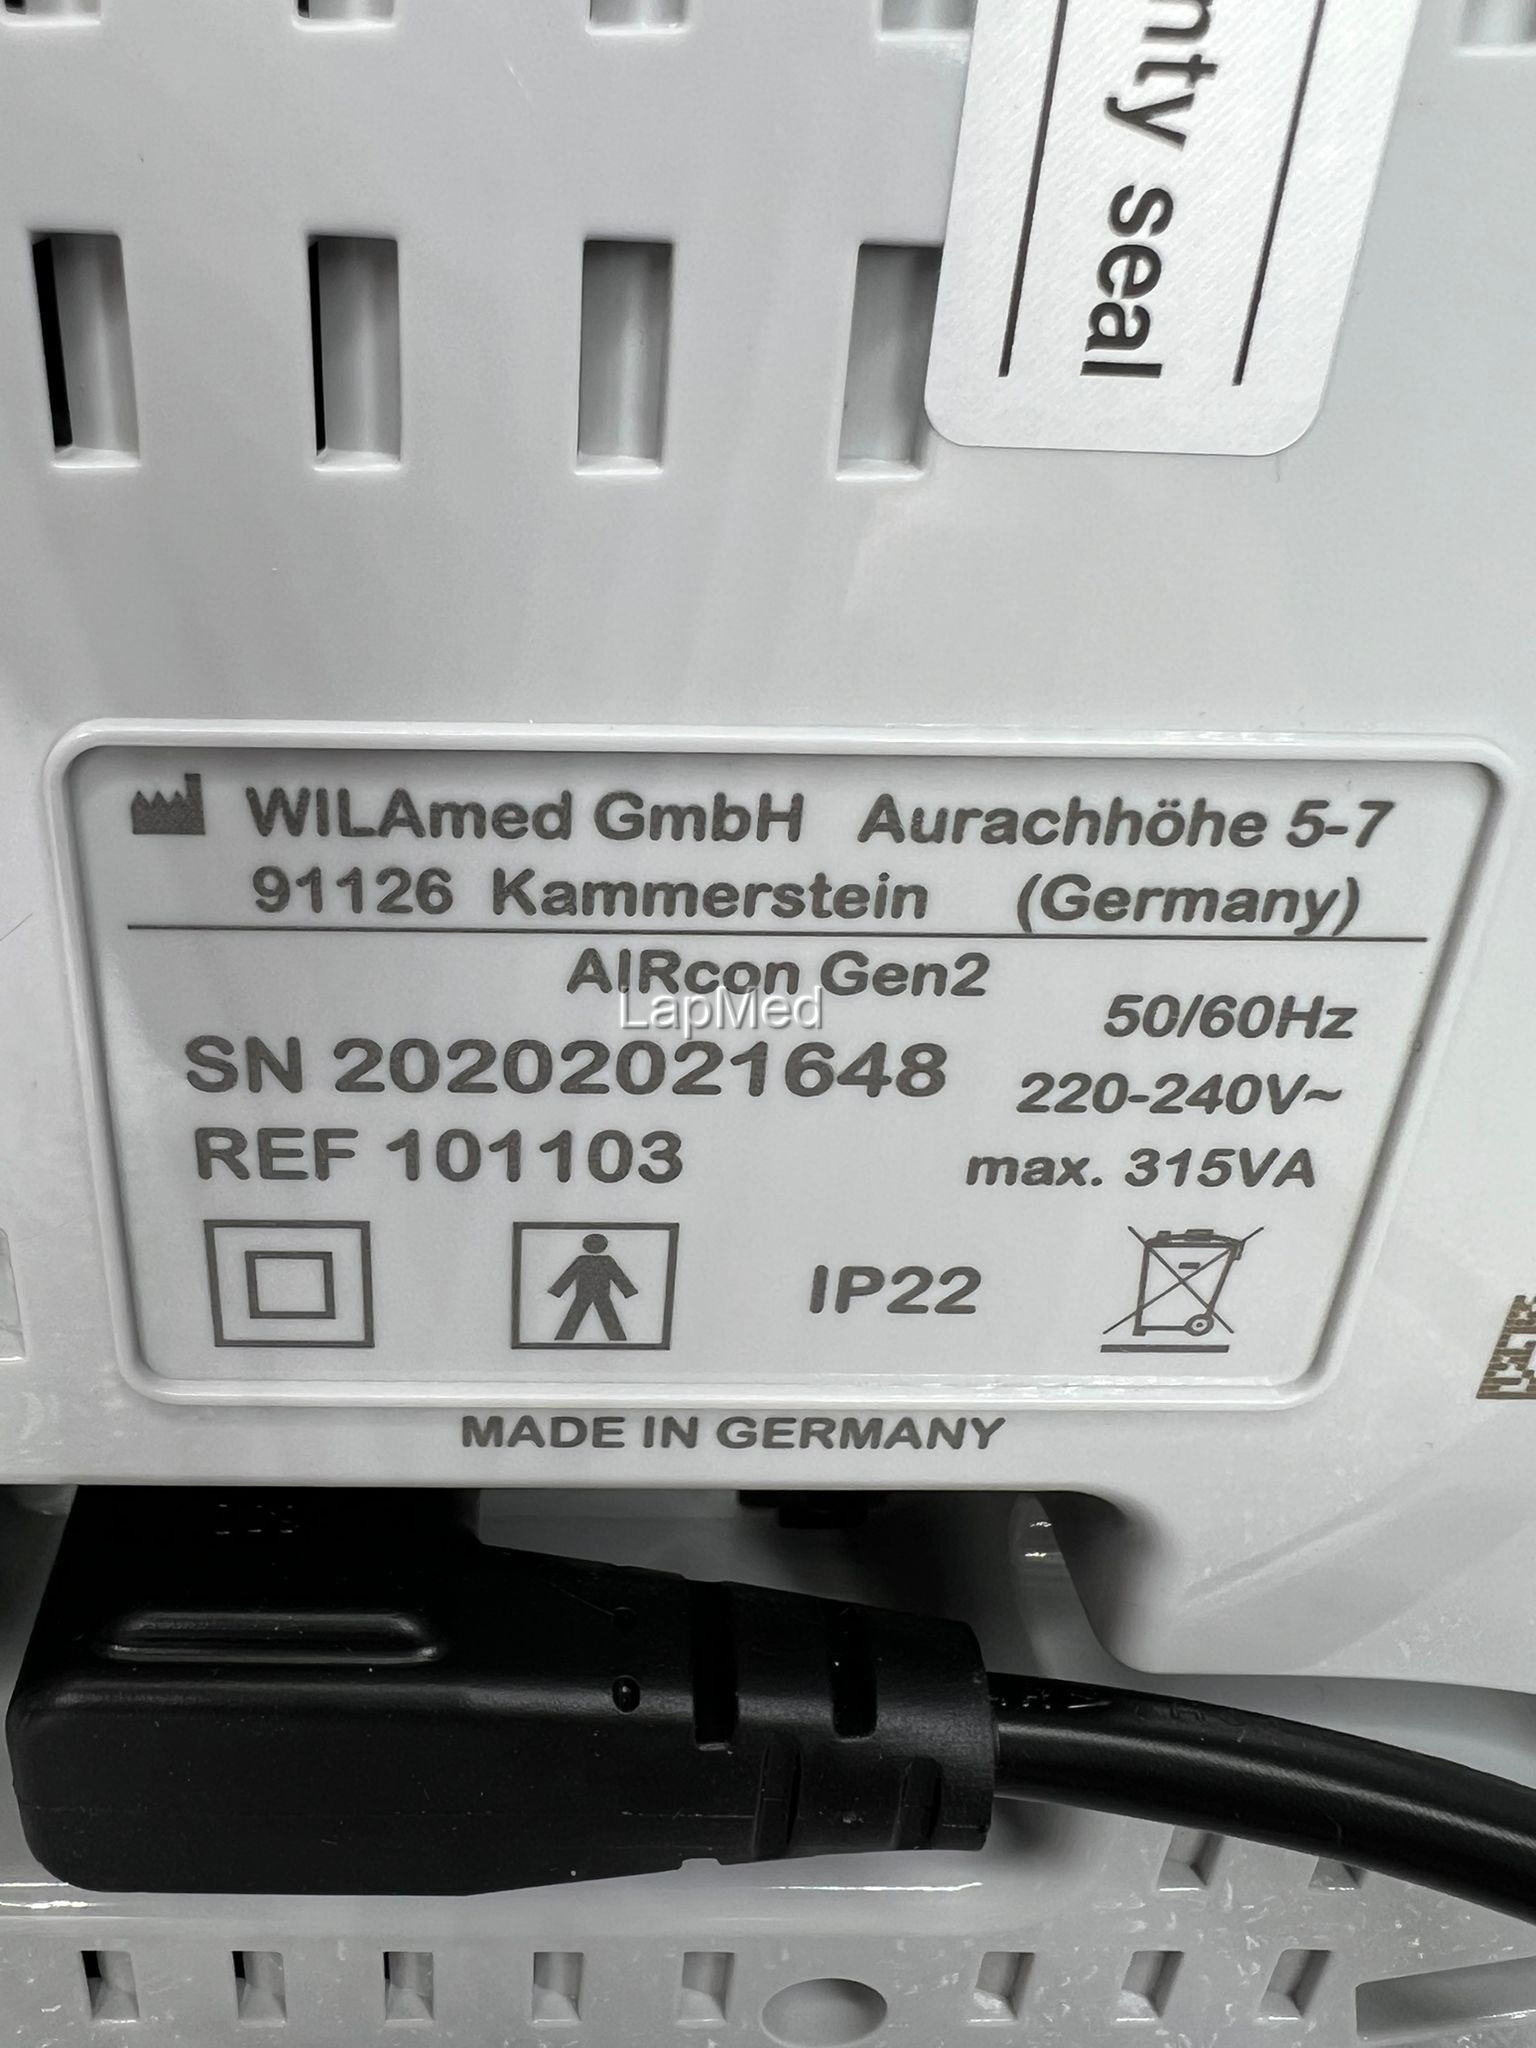 nty seal
WILAmed GmbH Aurachhöhe 5-7
91126 Kammerstein (Germany)
AIRcon Gen2
LapMed
50/60Hz
SN 20202021648
220-240V~
REF 101103
max. 315VA
IP22
MADE IN GERMANY